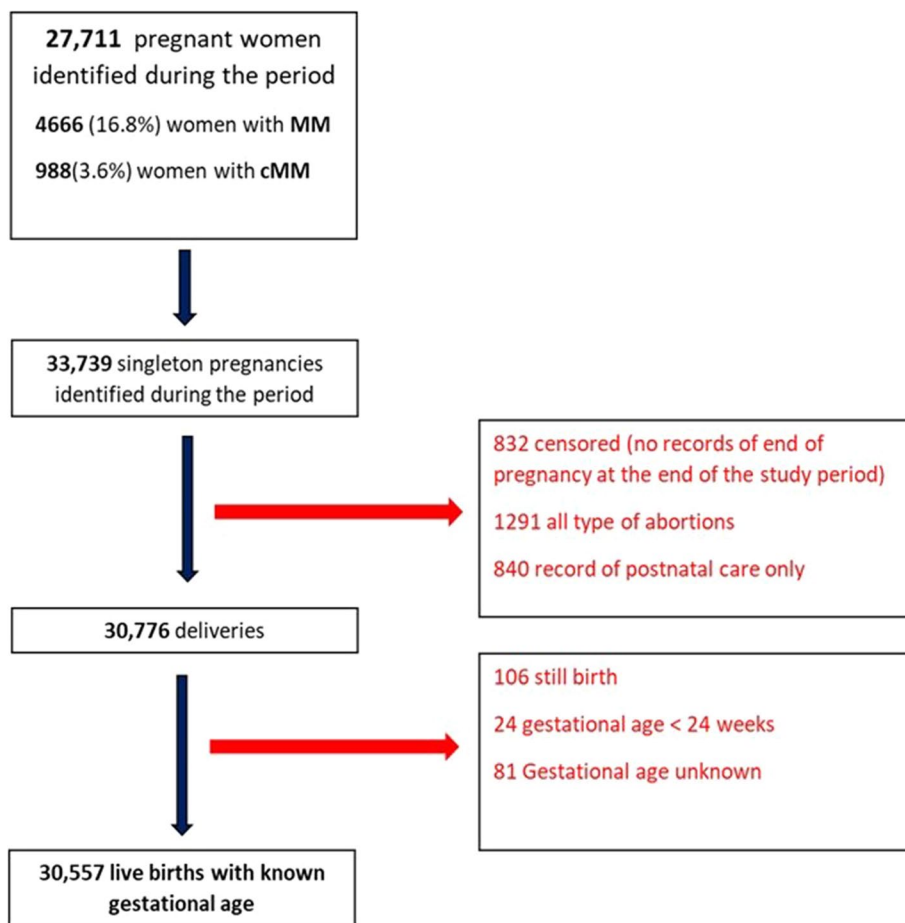 27,711 pregnant women
identified during the period
4666 (16.8%) women with MM
988(3.6%) women with cMM
33,739 singleton pregnancies
identified during the period
832 censored (no records of end of
pregnancy at the end of the study period)
1291 all type of abortions
840 record of postnatal care only
30,776 deliveries
106 still birth
24 gestational age < 24 weeks
81 Gestational age unknown
30,557 live births with known
gestational age